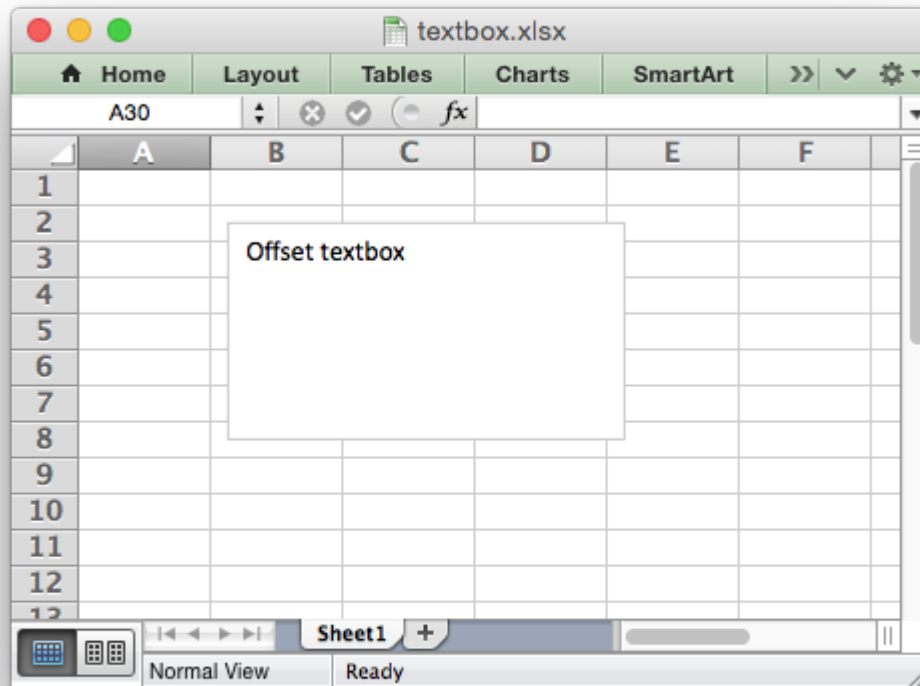 textbox.xlsx
Home Layout Tables Charts SmartArt
A30 fx
A B C D E F
1
2
Offset textbox
3
4
5
6
7
8
9
10
11
12
13
Sheet1 +
Normal View Ready